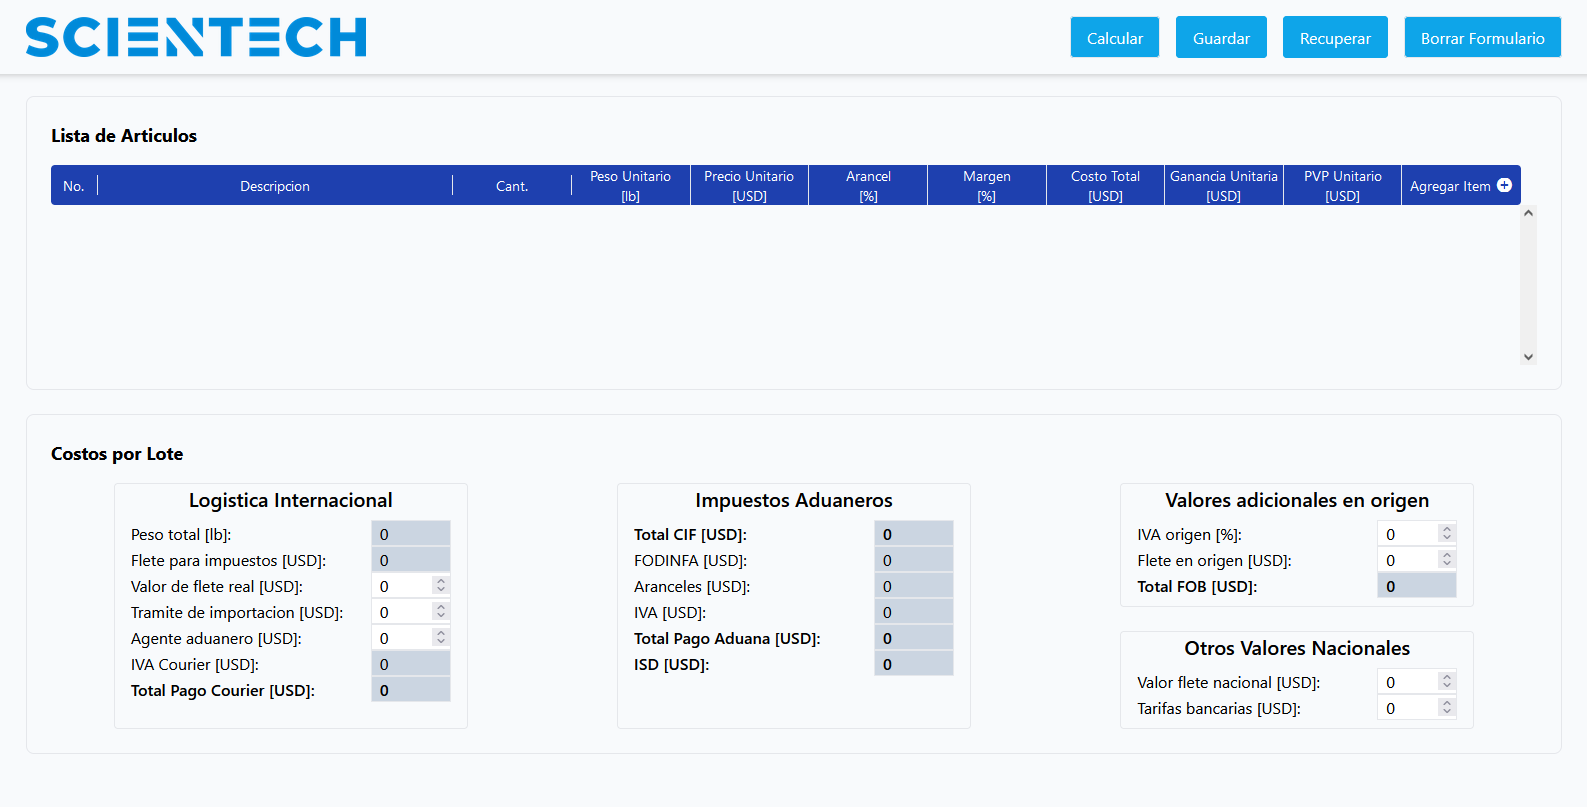 SCIENTECH
Calcular Guardar Recuperar Borrar Formulario
Lista de Articulos
No. Descripcion Cant. Peso Unitario [lb] Precio Unitario [USD] Arancel [%] Margen [%] Costo Total [USD] Ganancia Unitaria [USD] PVP Unitario [USD] Agregar Item
Costos por Lote
Logistica Internacional
Peso total [lb]: 0
Flete para impuestos [USD]: 0
Valor de flete real [USD]: 0
Tramite de importacion [USD]: 0
Agente aduanero [USD]: 0
IVA Courier [USD]: 0
Total Pago Courier [USD]: 0
Impuestos Aduaneros
Total CIF [USD]: 0
FODINFA [USD]: 0
Aranceles [USD]: 0
IVA [USD]: 0
Total Pago Aduana [USD]: 0
ISD [USD]: 0
Valores adicionales en origen
IVA origen [%]: 0
Flete en origen [USD]: 0
Total FOB [USD]: 0
Otros Valores Nacionales
Valor flete nacional [USD]: 0
Tarifas bancarias [USD]: 0